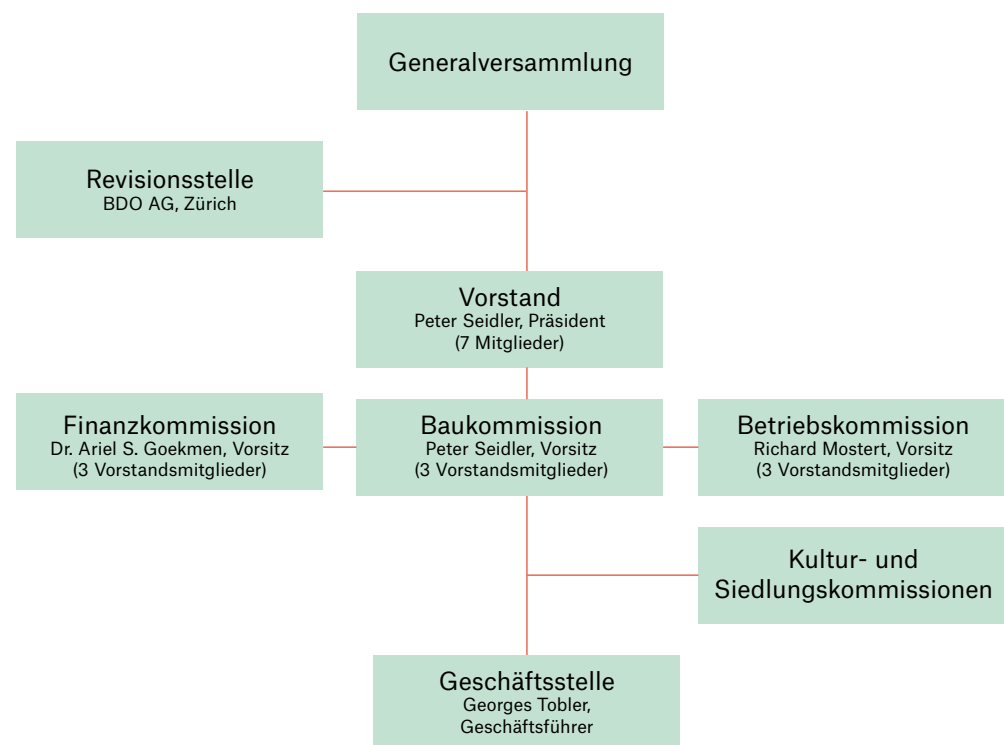 Generalversammlung
Revisionsstelle
BDO AG, Zürich
Vorstand
Peter Seidler, Präsident
(7 Mitglieder)
Finanzkommission
Dr. Ariel S. Goekmen, Vorsitz
(3 Vorstandsmitglieder)
Baukommission
Peter Seidler, Vorsitz
(3 Vorstandsmitglieder)
Betriebskommission
Richard Mostert, Vorsitz
(3 Vorstandsmitglieder)
Kultur- und
Siedlungskommissionen
Geschäftsstelle
Georges Tobler,
Geschäftsführer